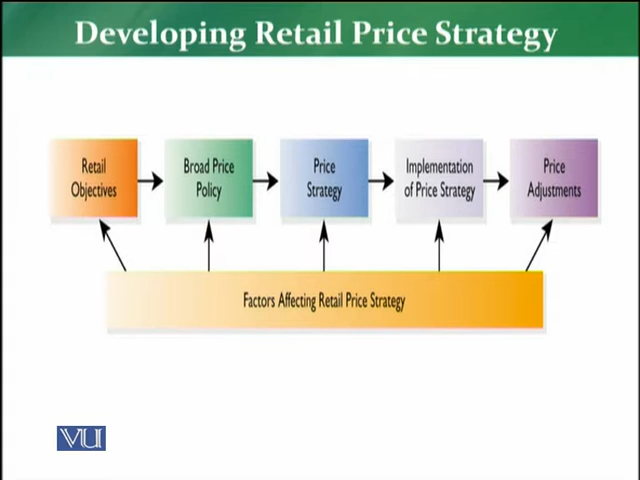 Developing Retail Price Strategy
Retail
Objectives
Broad Price
Policy
Price
Strategy
Implementation
of Price Strategy
Price
Adjustments
Factors Affecting Retail Price Strategy
VU